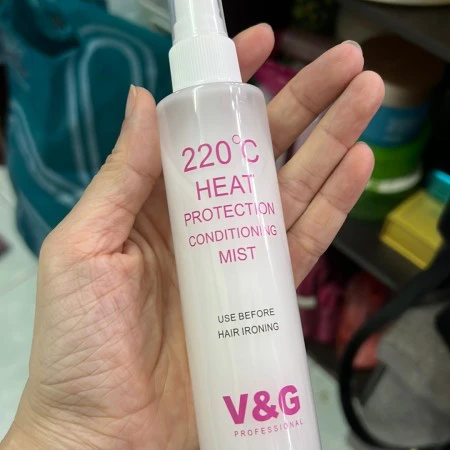 220°C
HEAT
PROTECTION
CONDITIONING
MIST
USE BEFORE
HAIR IRONING
V&G
PROFESSIONAL